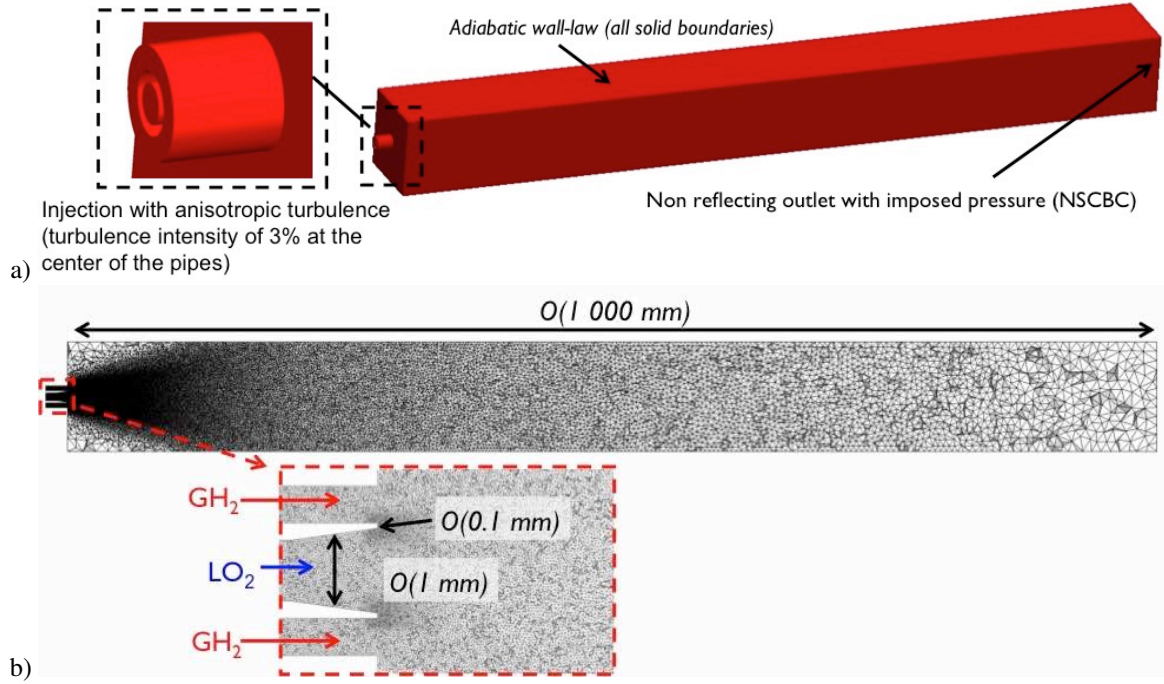 Adiabatic wall-law (all solid boundaries)
Non reflecting outlet with imposed pressure (NSCBC)
Injection with anisotropic turbulence
(turbulence intensity of 3% at the
center of the pipes)
a)
O(1 000 mm)
GH₂
O(0.1 mm)
LO₂
O(1 mm)
GH₂
b)